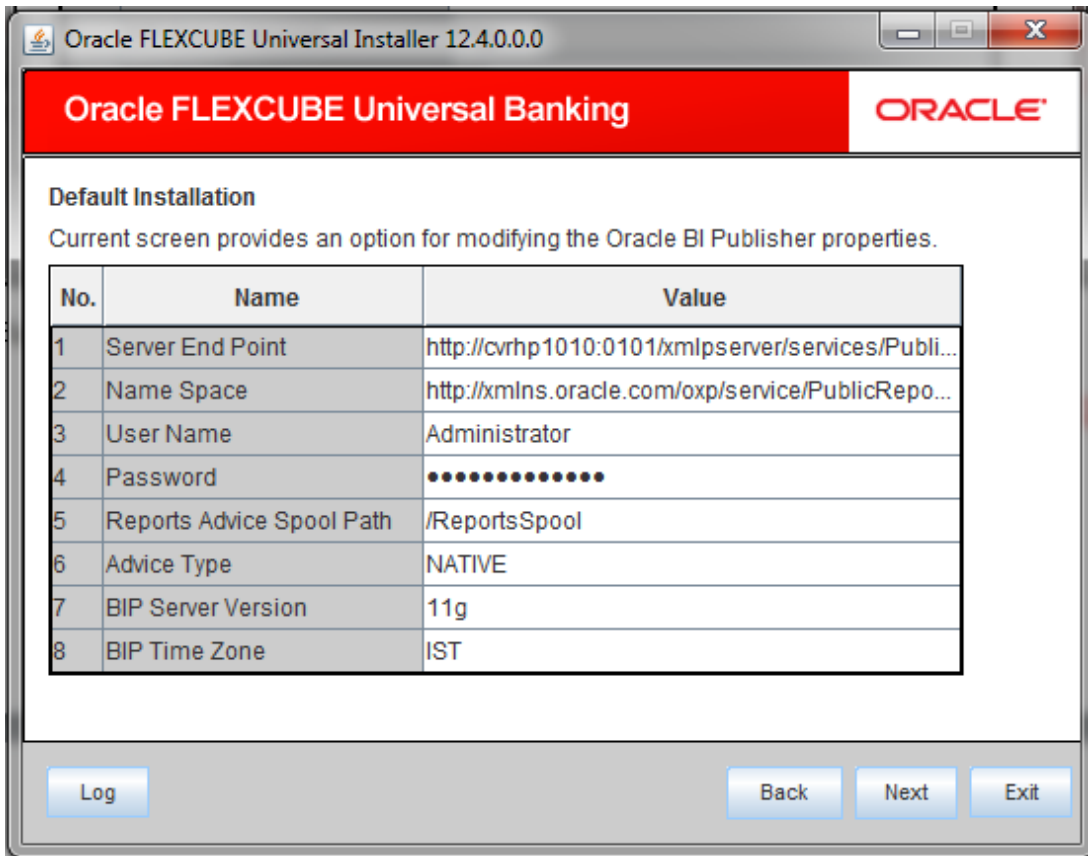 Oracle FLEXCUBE Universal Installer 12.4.0.0.0
Oracle FLEXCUBE Universal Banking
ORACLE
Default Installation
Current screen provides an option for modifying the Oracle BI Publisher properties.
No. Name Value
1 Server End Point http://cvrhp1010:0101/xmlpserver/services/Publi...
2 Name Space http://xmlns.oracle.com/oxp/service/PublicRepo...
3 User Name Administrator
4 Password •••••••••••••
5 Reports Advice Spool Path /ReportsSpool
6 Advice Type NATIVE
7 BIP Server Version 11g
8 BIP Time Zone IST
Log Back Next Exit